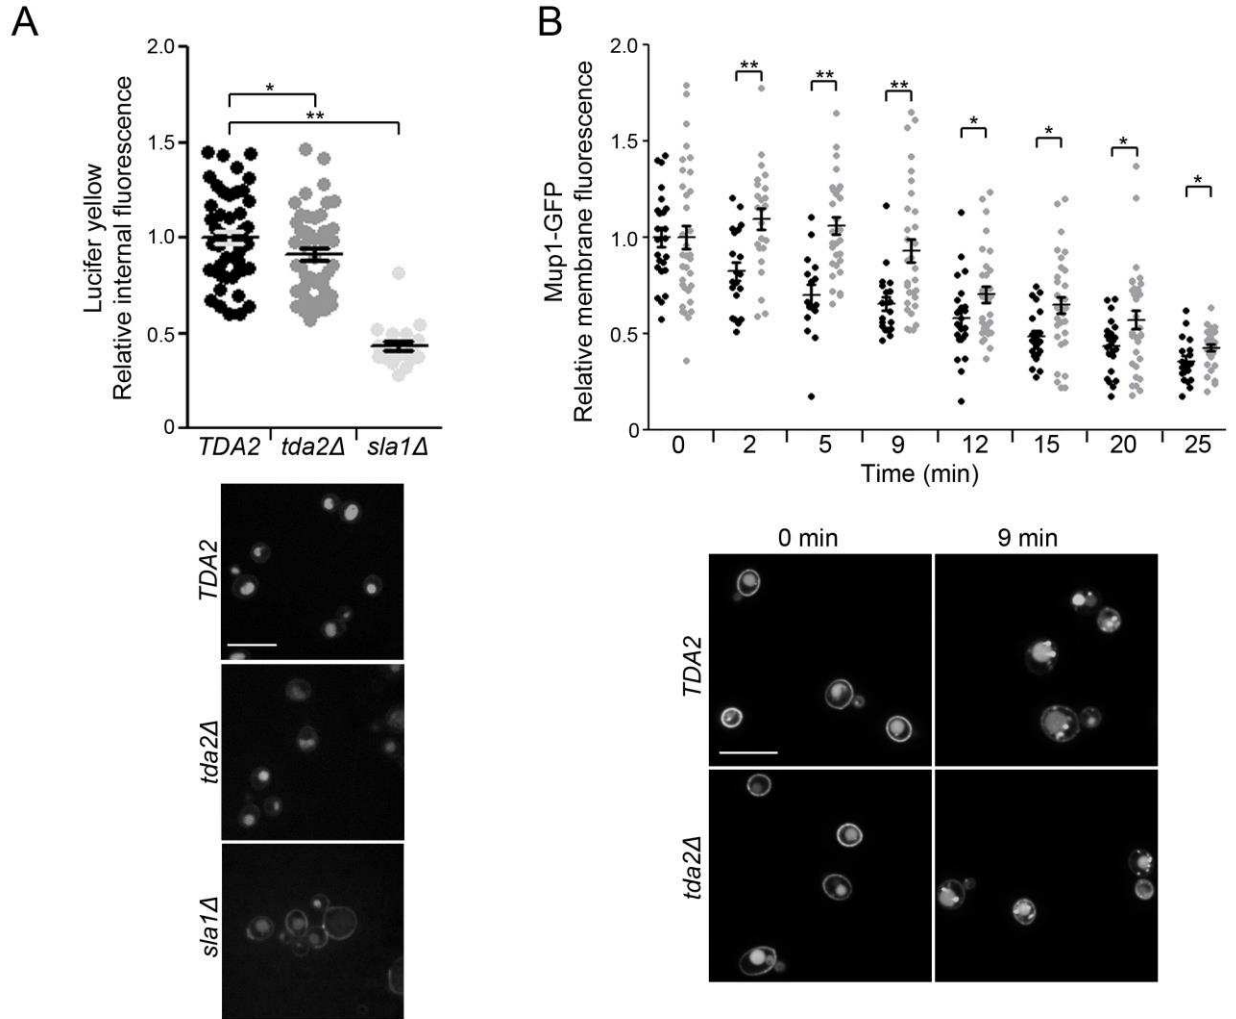 A
Lucifer yellow
Relative internal fluorescence
2.0
1.5
1.0
0.5
0
*
**
TDA2 tda2Δ sla1Δ
TDA2
tda2Δ
sla1Δ
B
Mup1-GFP
Relative membrane fluorescence
2.0
1.5
1.0
0.5
0
** ** ** * * * *
0 2 5 9 12 15 20 25
Time (min)
0 min 9 min
TDA2
tda2Δ